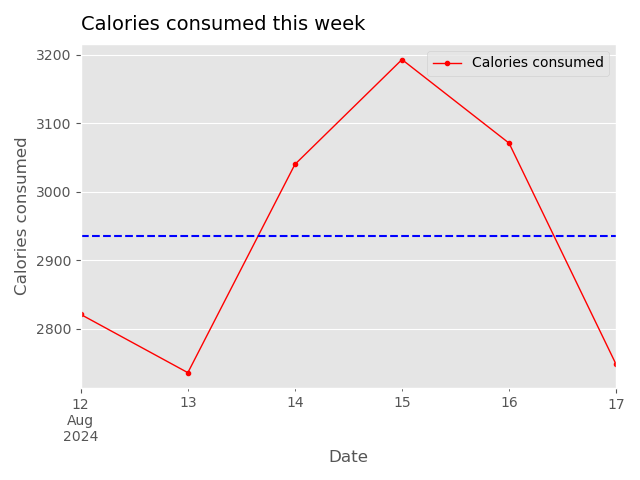 Calories consumed this week
Calories consumed
3200
3100
3000
2900
2800
Calories consumed
12
Aug
2024
13
14
15
16
17
Date